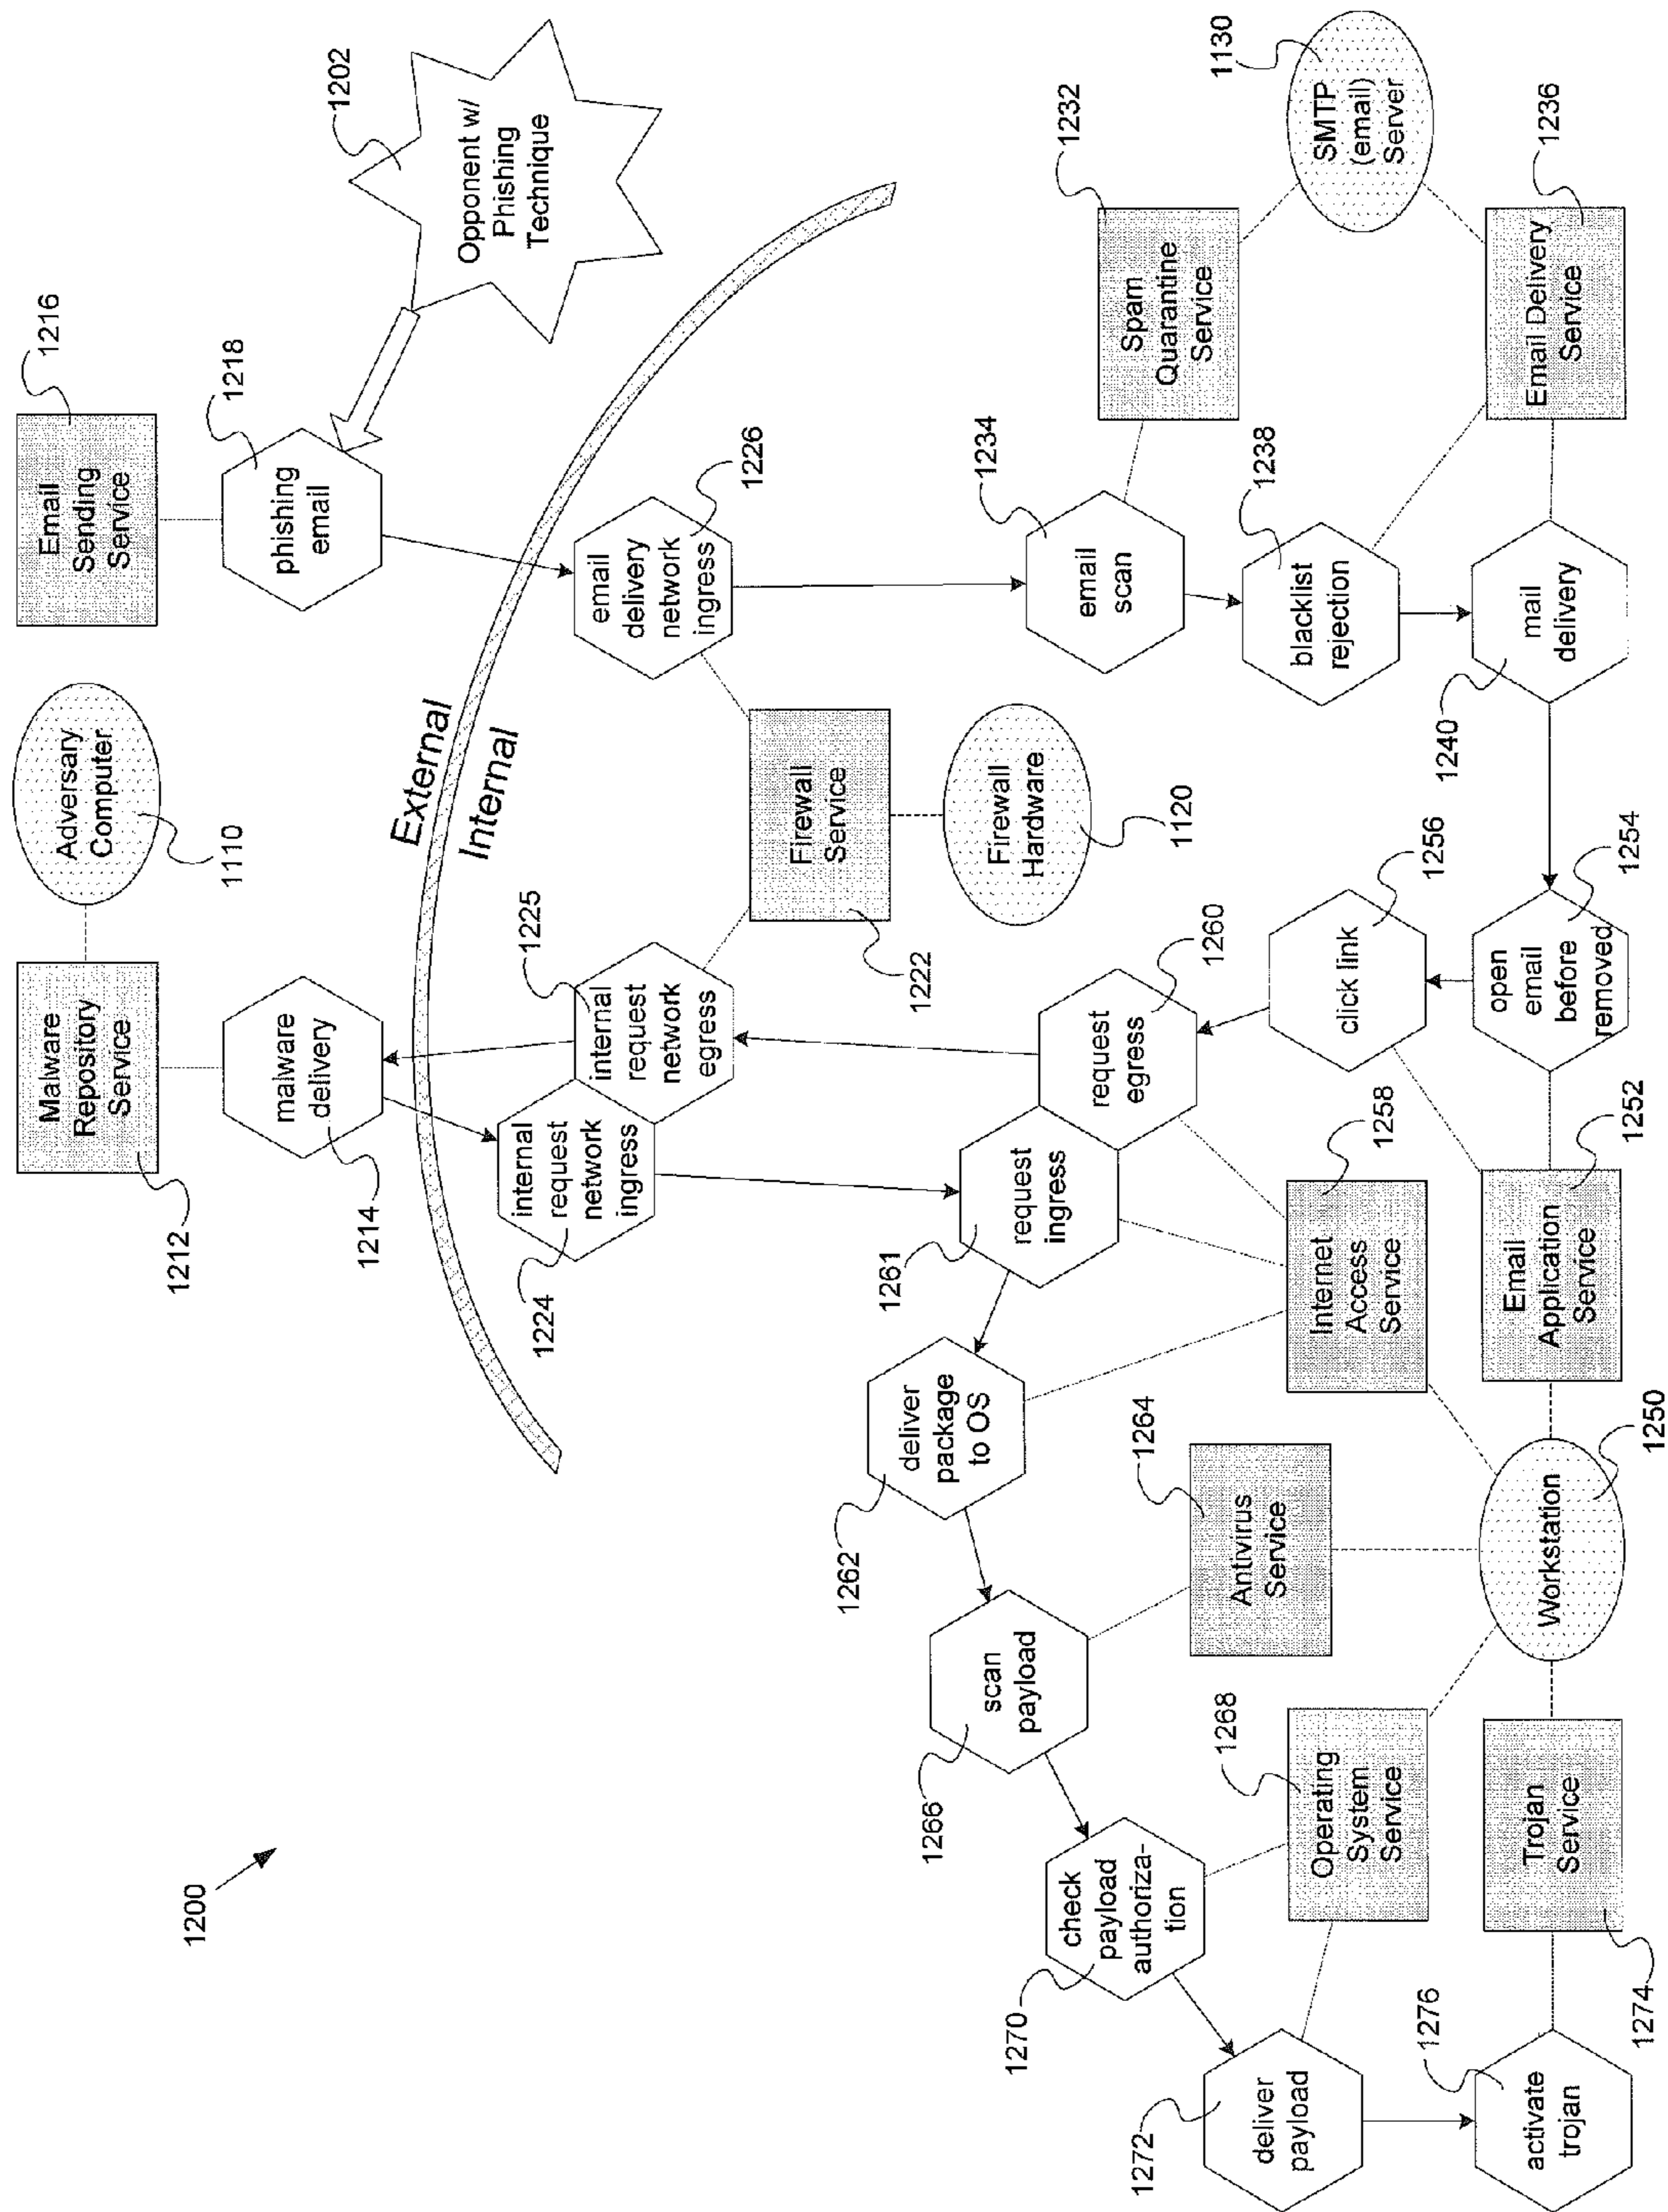 1200
Malware
Repository
Service
1212
Adversary
Computer
1110
Email
Sending
Service
1216
malware
delivery
1214
phishing
email
1218
1202
Opponent w/
Phishing
Technique
External
Internal
internal
request
network
ingress
1224
internal
request
network
egress
1225
email
delivery
network
ingress
1226
Firewall
Service
1222
Firewall
Hardware
1120
deliver
package
to OS
1262
request
ingress
1261
request
egress
1260
scan
payload
1266
check
payload
authoriza-
tion
1270
email
scan
1234
Spam
Quarantine
Service
1232
SMTP
(email)
Server
1130
Antivirus
Service
1264
Internet
Access
Service
1258
click link
1256
blacklist
rejection
1238
deliver
payload
1272
Operating
System
Service
1268
activate
trojan
1276
Trojan
Service
1274
Workstation
1250
Email
Application
Service
1252
open
email
before
removed
1254
mail
delivery
1240
Email Delivery
Service
1236